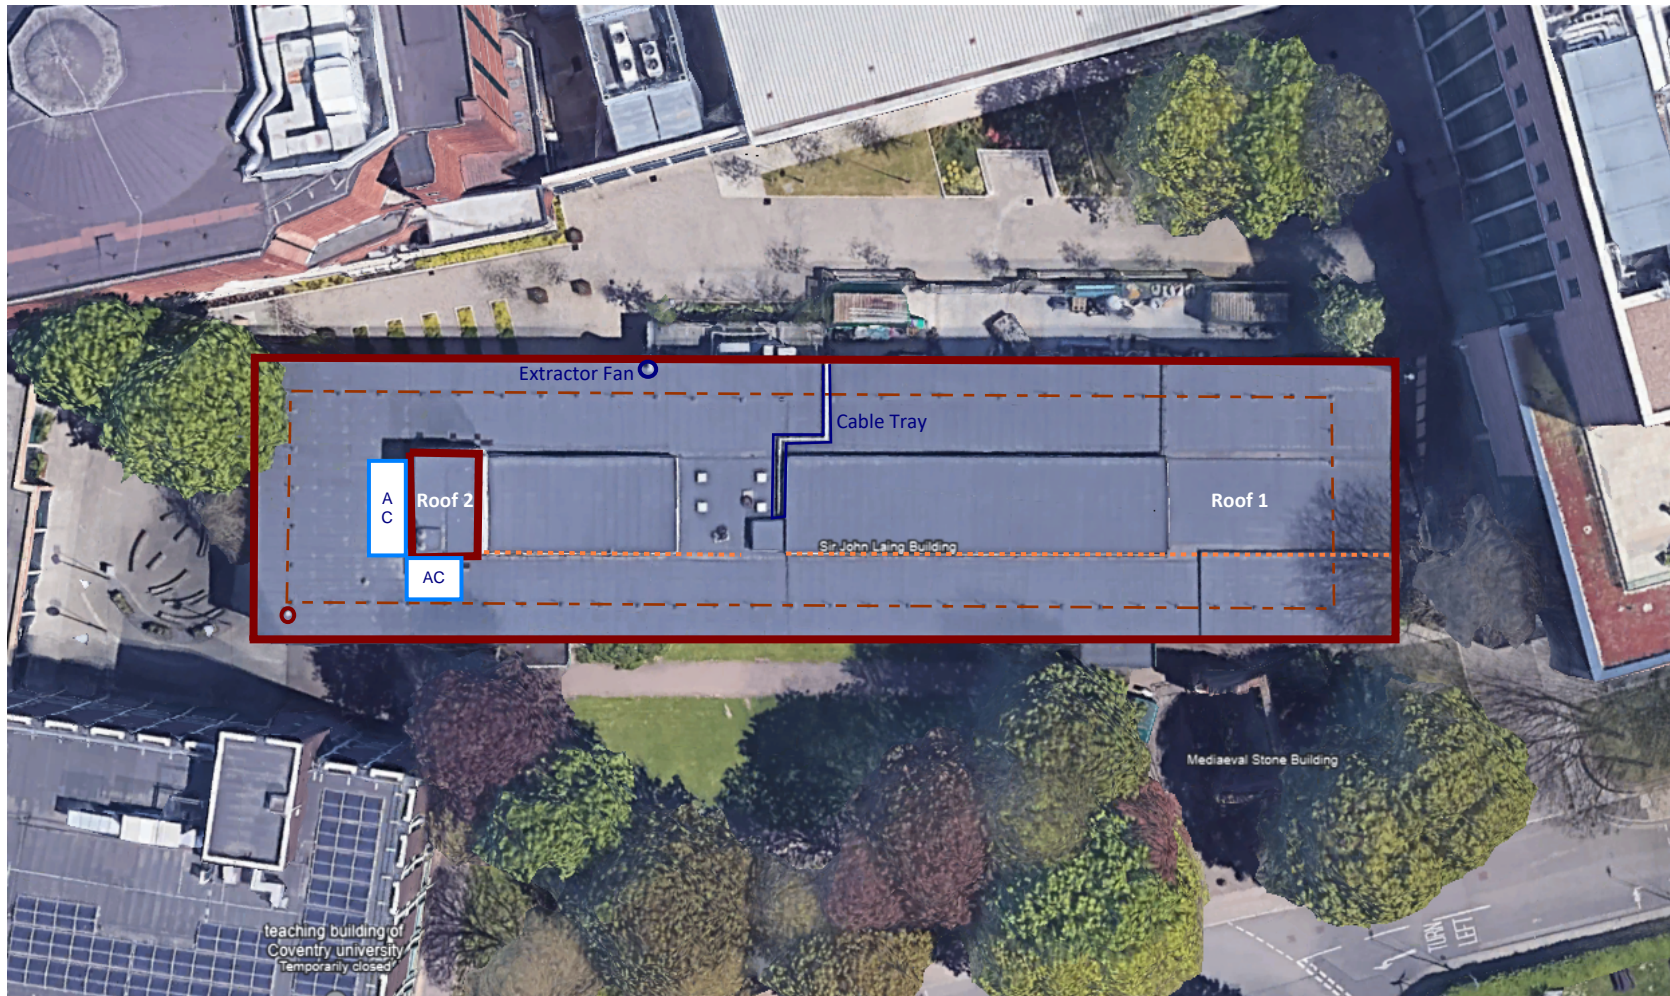 Extractor Fan
Cable Tray
A
C
Roof 2
Roof 1
Sir John Laing Building
AC
Mediaeval Stone Building
TURN
LEFT
teaching building of
Coventry university
Temporarily closed